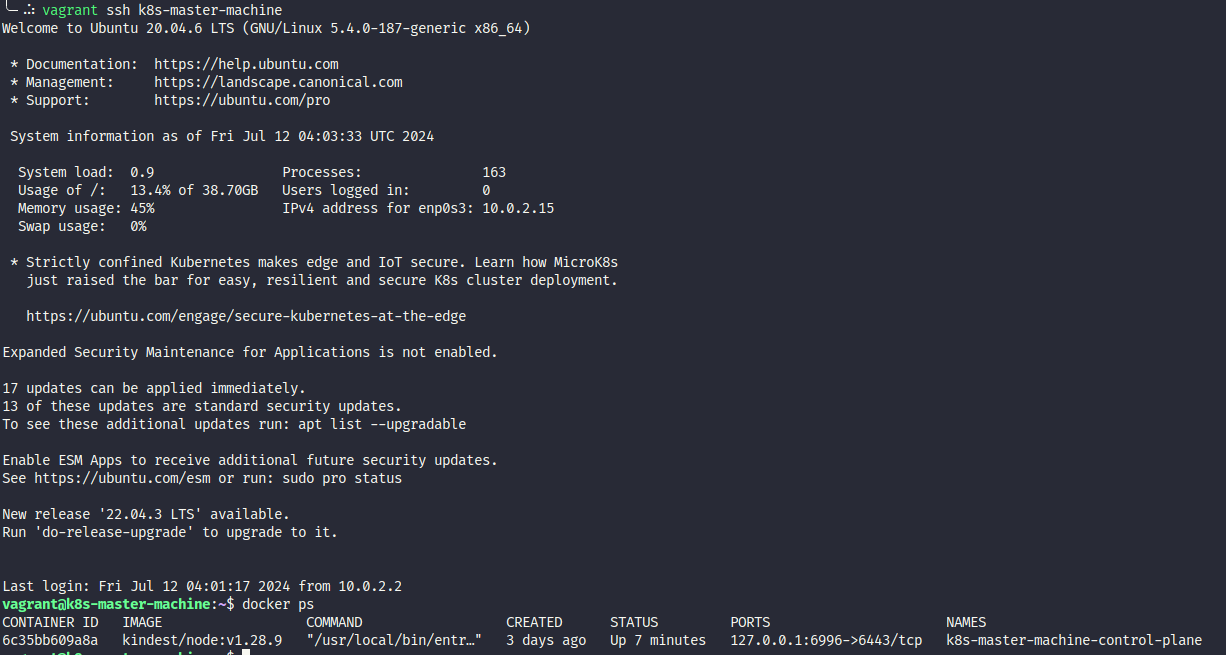 vagrant ssh k8s-master-machine
Welcome to Ubuntu 20.04.6 LTS (GNU/Linux 5.4.0-187-generic x86_64)
* Documentation:  https://help.ubuntu.com
* Management:     https://landscape.canonical.com
* Support:        https://ubuntu.com/pro
System information as of Fri Jul 12 04:03:33 UTC 2024
System load:  0.9                Processes:               163
Usage of /:   13.4% of 38.70GB   Users logged in:         0
Memory usage: 45%                IPv4 address for enp0s3: 10.0.2.15
Swap usage:   0%
* Strictly confined Kubernetes makes edge and IoT secure. Learn how MicroK8s
just raised the bar for easy, resilient and secure K8s cluster deployment.
https://ubuntu.com/engage/secure-kubernetes-at-the-edge
Expanded Security Maintenance for Applications is not enabled.
17 updates can be applied immediately.
13 of these updates are standard security updates.
To see these additional updates run: apt list --upgradable
Enable ESM Apps to receive additional future security updates.
See https://ubuntu.com/esm or run: sudo pro status
New release '22.04.3 LTS' available.
Run 'do-release-upgrade' to upgrade to it.
Last login: Fri Jul 12 04:01:17 2024 from 10.0.2.2
vagrant@k8s-master-machine:~$ docker ps
CONTAINER ID   IMAGE                  COMMAND                  CREATED      STATUS         PORTS                      NAMES
6c35bb609a8a   kindest/node:v1.28.9   "/usr/local/bin/entr…"   3 days ago   Up 7 minutes   127.0.0.1:6996->6443/tcp   k8s-master-machine-control-plane